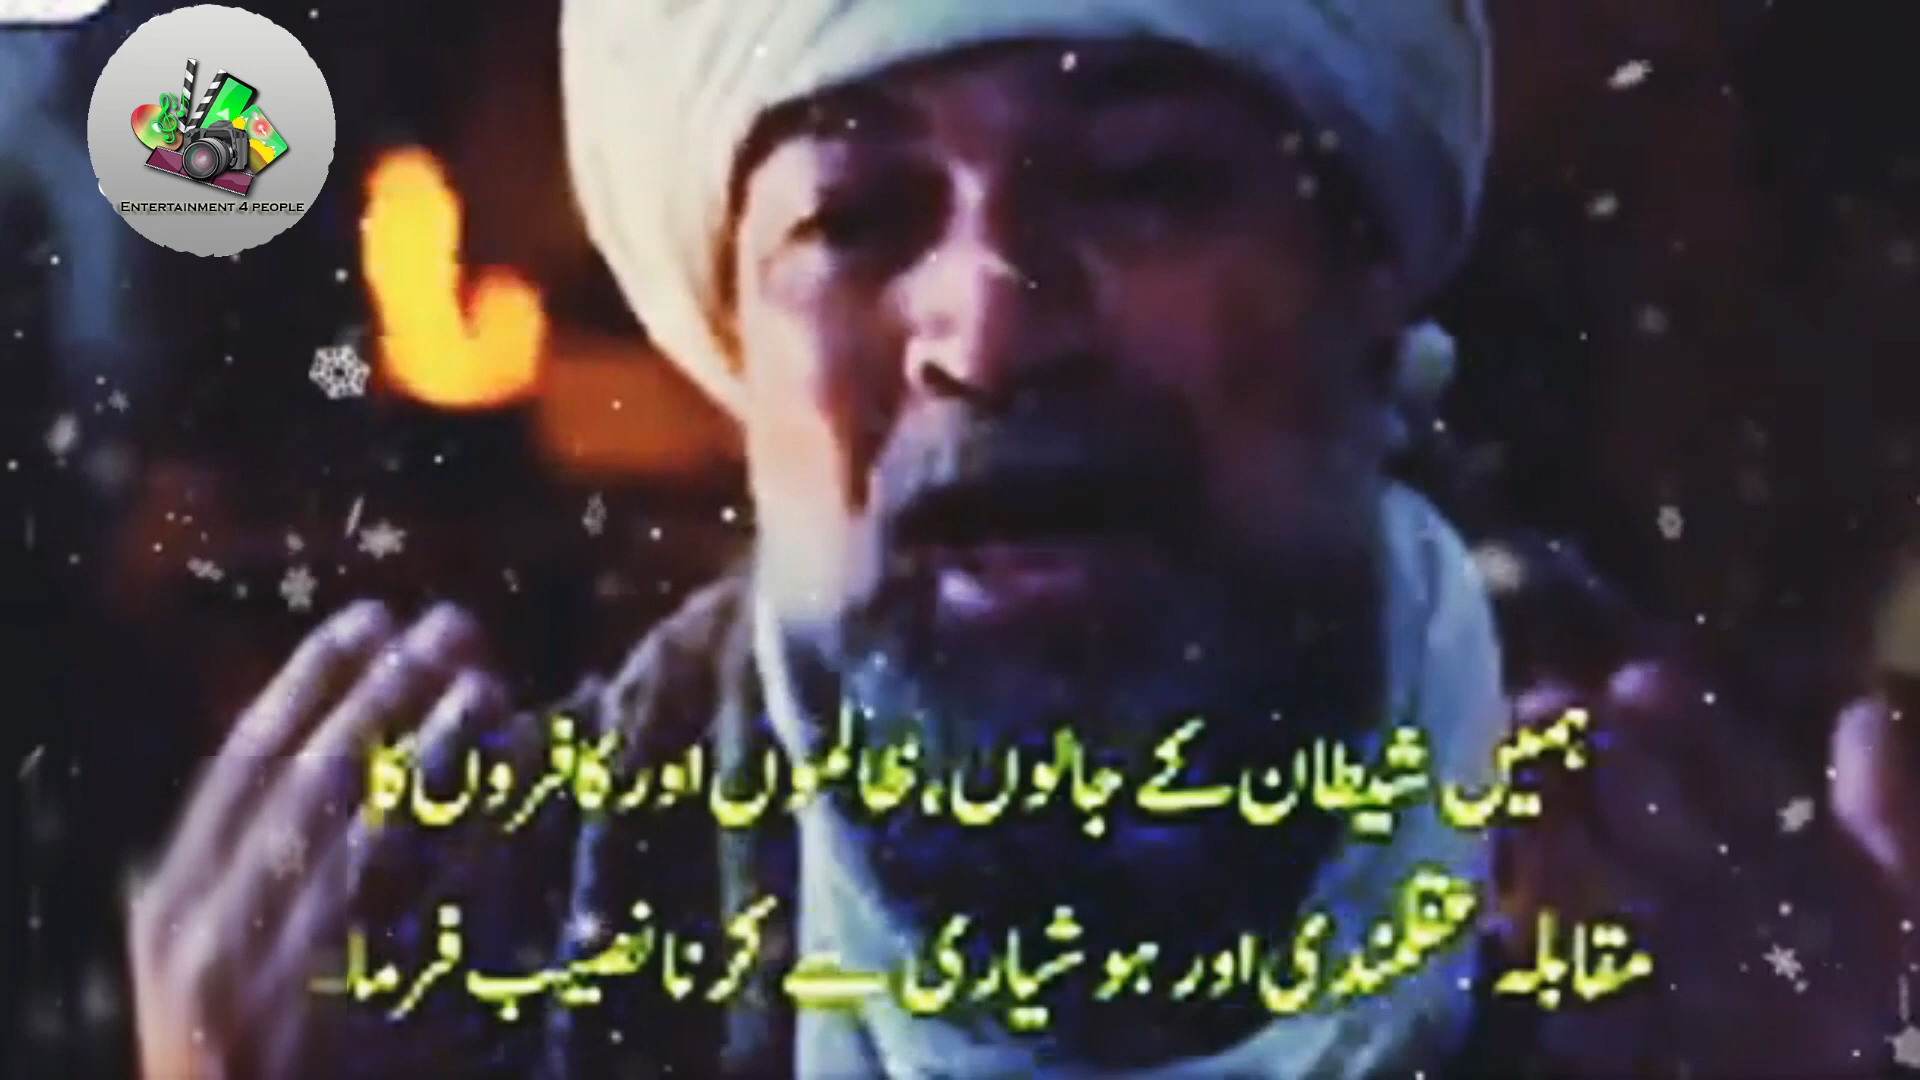 ENTERTAINMENT 4 PEOPLE
ہمیں شیطان کے جالوں، ظالموں اور کافروں کا
مقابلہ عقلمندی اور ہوشیاری سے کرنا نصیب فرما